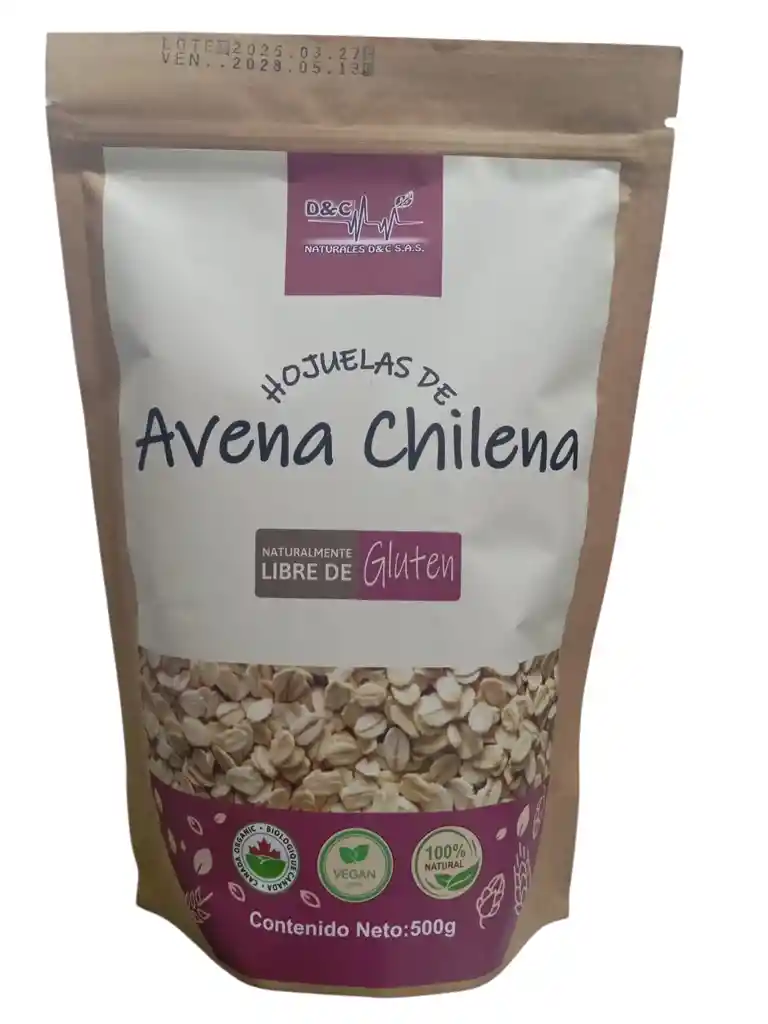 LOTE 2026.03.27
VEN..2028.05.13
D&C
NATURALES D&C S.A.S.
HOJUELAS DE
Avena Chilena
NATURALMENTE
LIBRE DE Gluten
CANADA ORGANIC • BIOLOGIQUE CANADA •
VEGAN
100%
NATURAL
Contenido Neto:500g